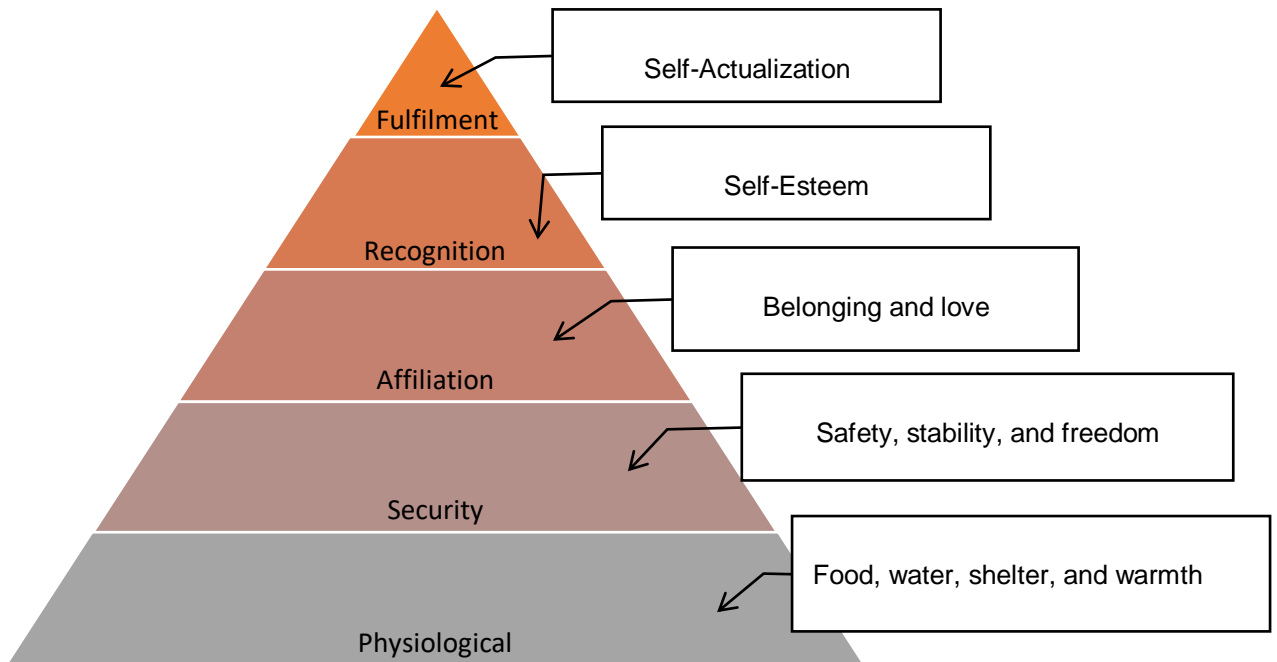 Self-Actualization
Fulfilment
Self-Esteem
Recognition
Belonging and love
Affiliation
Safety, stability, and freedom
Security
Food, water, shelter, and warmth
Physiological